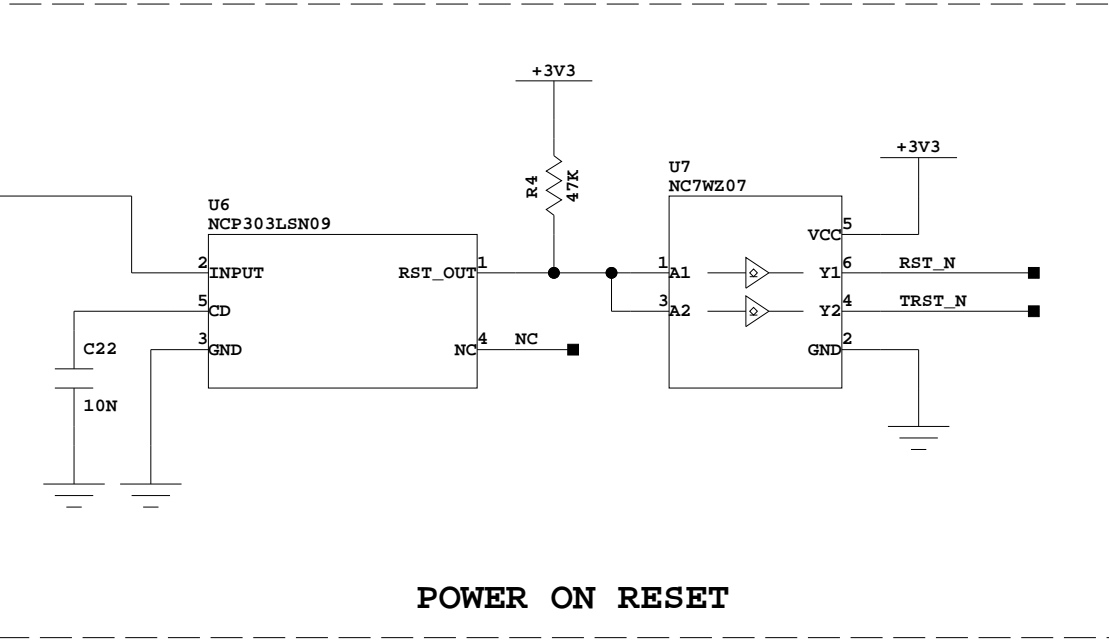 +3V3
R4
47K
U6
NCP303LSN09
2 INPUT
5 CD
3 GND
RST_OUT 1
NC 4 NC
C22
10N
U7
NC7WZ07
+3V3
1 A1
3 A2
VCC 5
Y1 6 RST_N
Y2 4 TRST_N
GND 2
POWER ON RESET